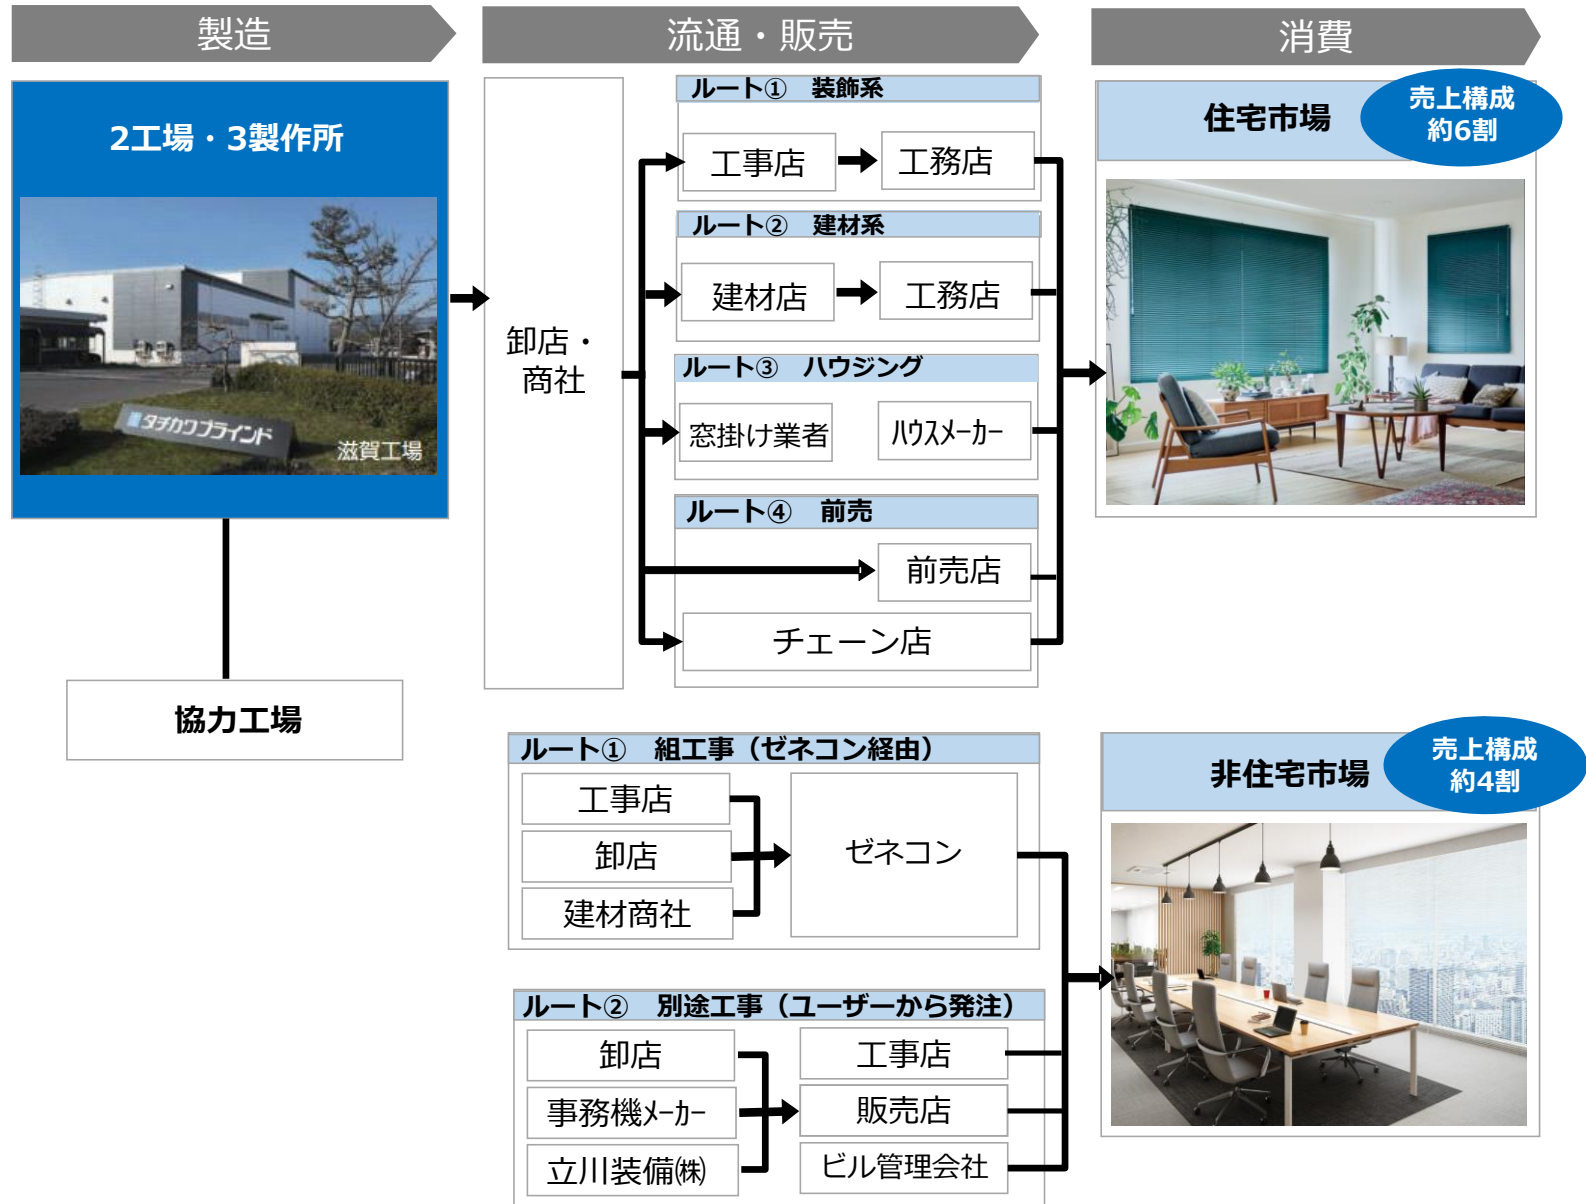 製造
流通・販売
消費
2工場・3製作所
タチカワブラインド
滋賀工場
協力工場
卸店・
商社
ルート① 装飾系
工事店
工務店
ルート② 建材系
建材店
工務店
ルート③ ハウジング
窓掛け業者
ハウスメーカー
ルート④ 前売
前売店
チェーン店
住宅市場
売上構成
約6割
ルート① 組工事（ゼネコン経由）
工事店
卸店
建材商社
ゼネコン
ルート② 別途工事（ユーザーから発注）
卸店
事務機メーカー
立川装備㈱
工事店
販売店
ビル管理会社
非住宅市場
売上構成
約4割